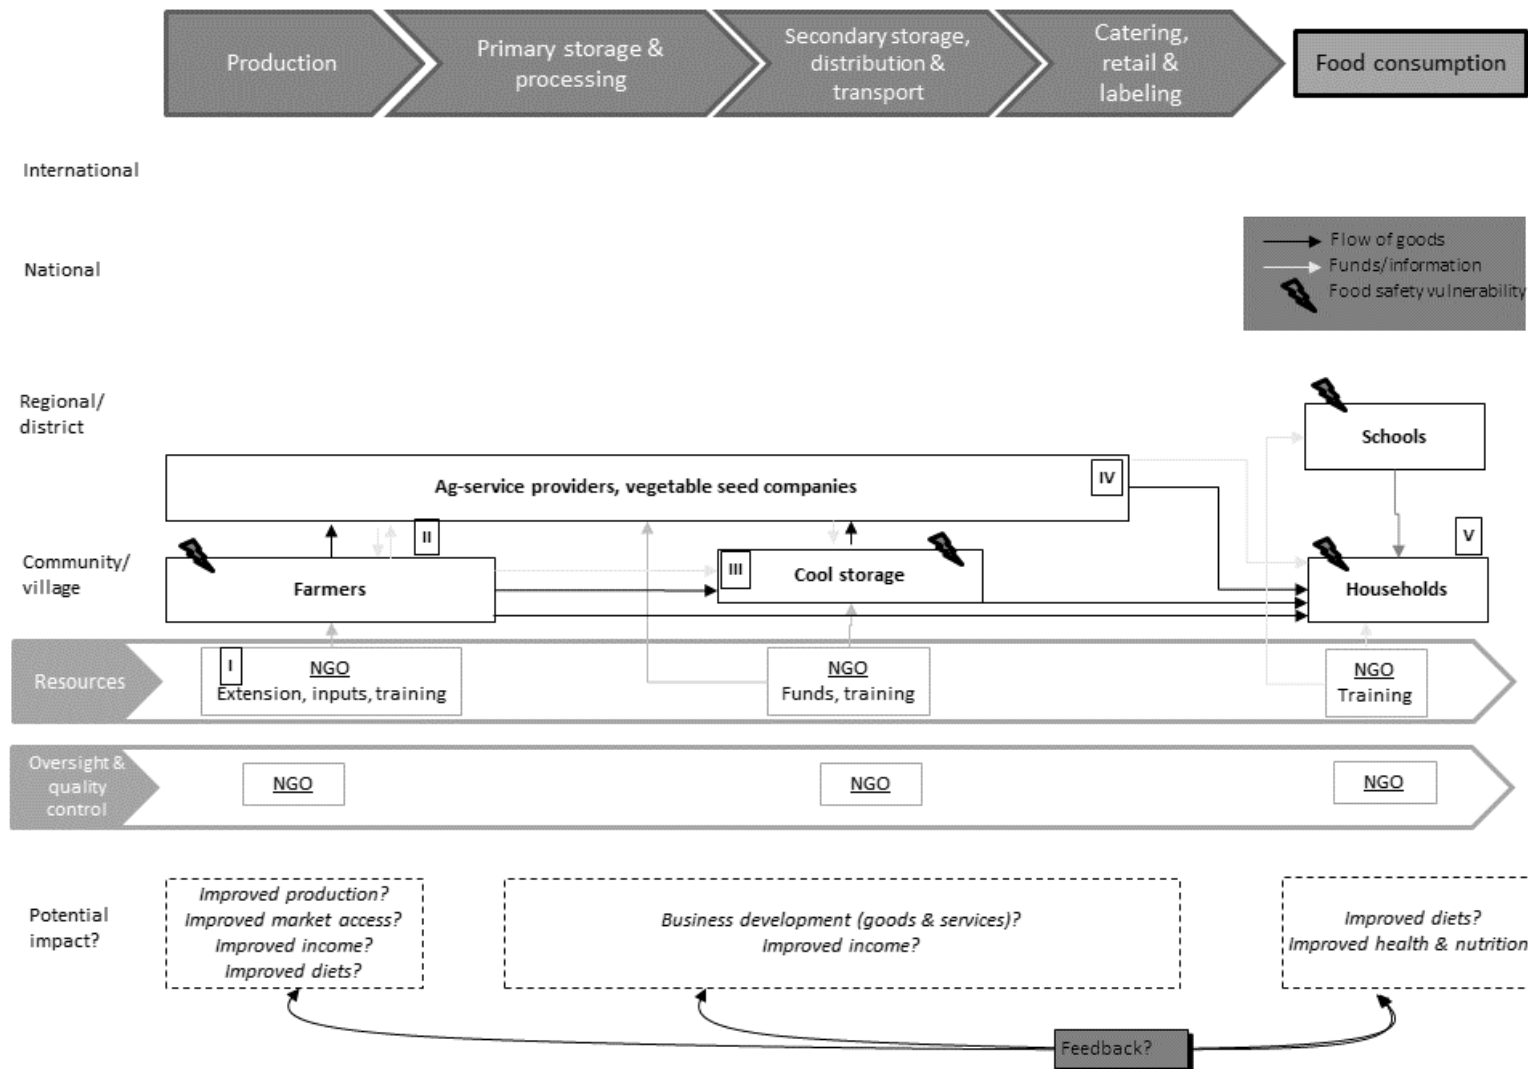 Production
Primary storage &
processing
Secondary storage,
distribution &
transport
Catering,
retail &
labeling
Food consumption
International
National
Flow of goods
Funds/information
Food safety vulnerability
Regional/
district
Schools
Ag-service providers, vegetable seed companies
IV
II
V
Community/
village
Farmers
III
Cool storage
Households
Resources
I
NGO
Extension, inputs, training
NGO
Funds, training
NGO
Training
Oversight &
quality
control
NGO
NGO
NGO
Potential
impact?
Improved production?
Improved market access?
Improved income?
Improved diets?
Business development (goods & services)?
Improved income?
Improved diets?
Improved health & nutrition
Feedback?